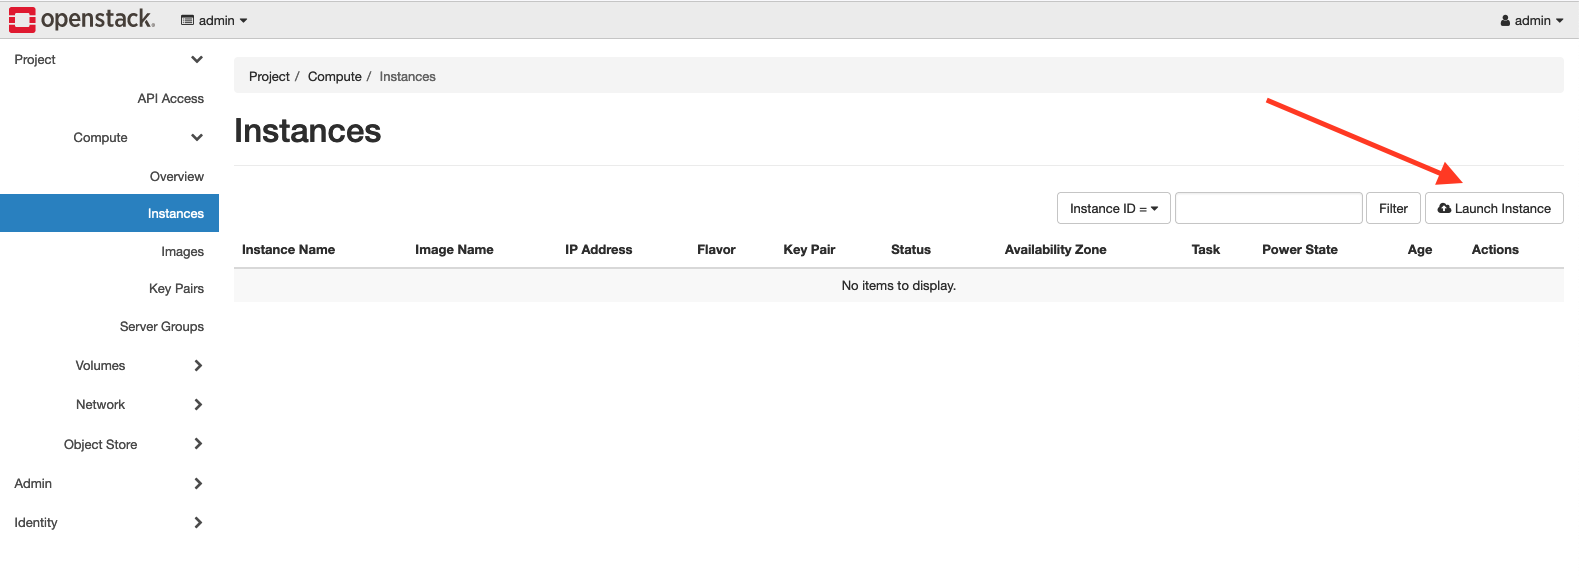 openstack.
admin
admin
Project
API Access
Compute
Overview
Instances
Images
Key Pairs
Server Groups
Volumes
Network
Object Store
Admin
Identity
Project / Compute / Instances
Instances
Instance ID = Filter Launch Instance
Instance Name Image Name IP Address Flavor Key Pair Status Availability Zone Task Power State Age Actions
No items to display.